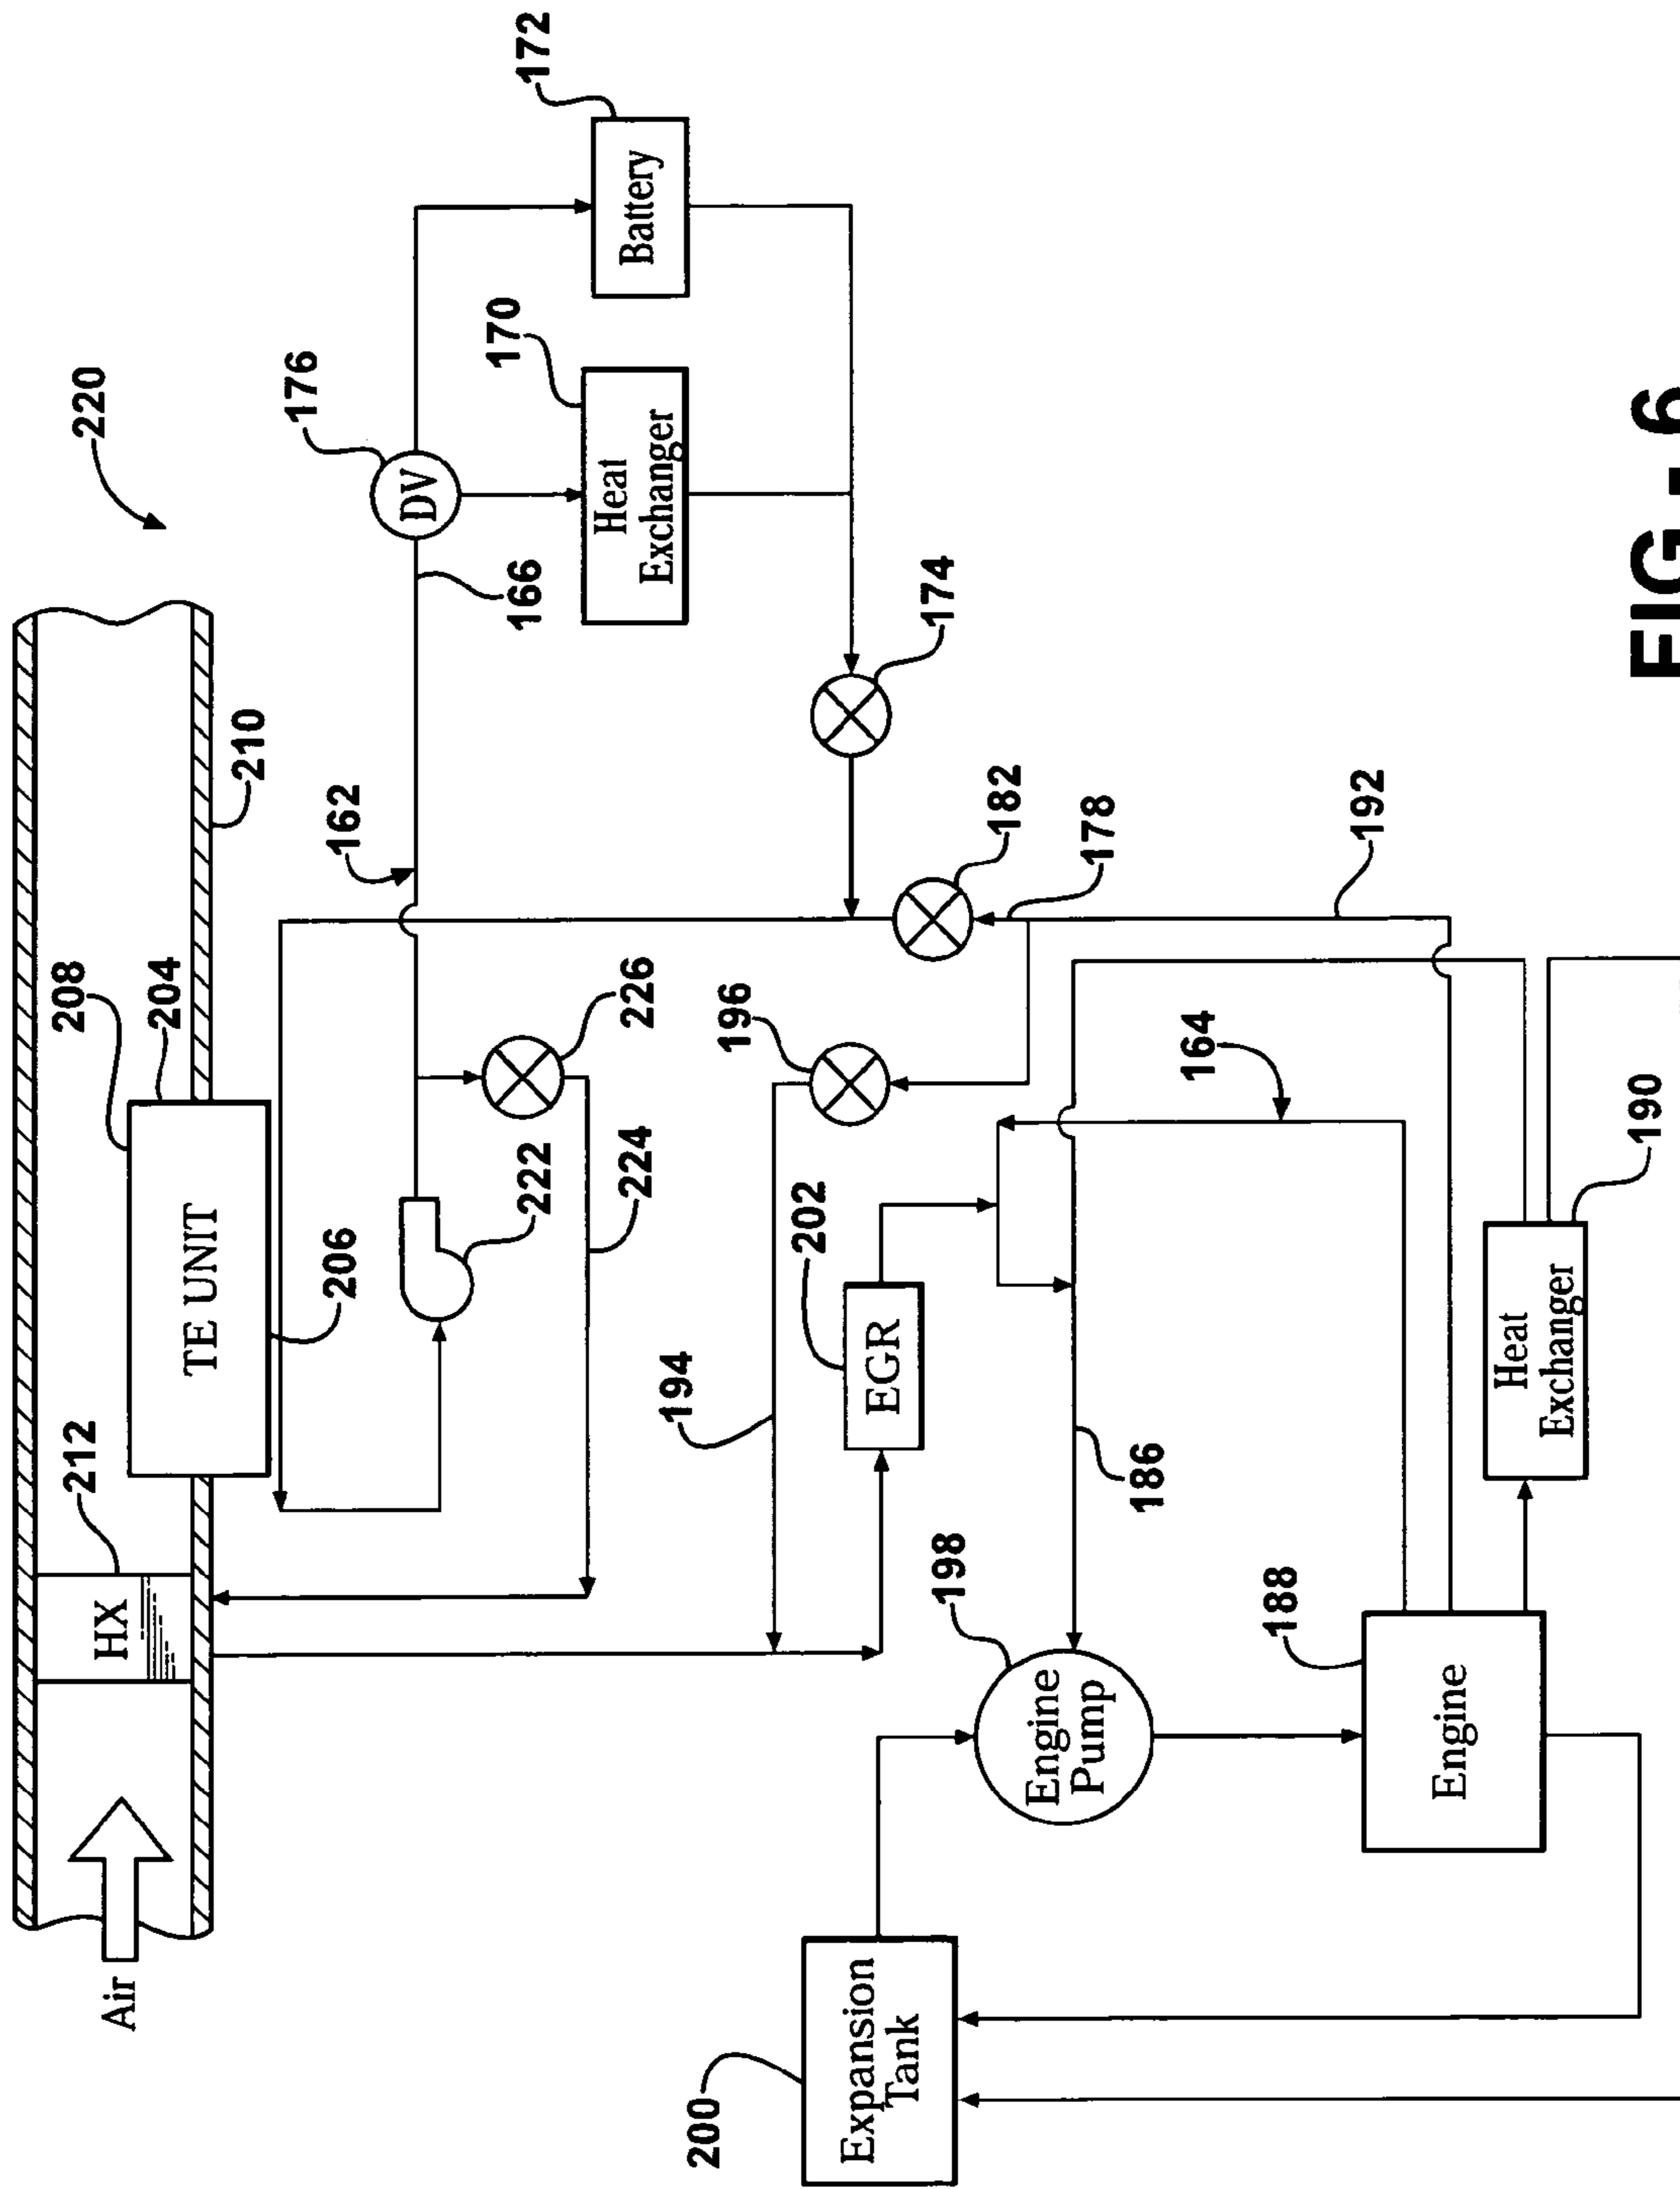 208
212
220
Air
HX
204
TE UNIT
210
176
206
162
DV
170
166
172
222
Heat
Exchanger
Battery
224
226
194
200
196
202
Expansion
Tank
EGR
174
198
182
Engine
Pump
178
186
164
188
192
Engine
Heat
Exchanger
190
FIG - 6